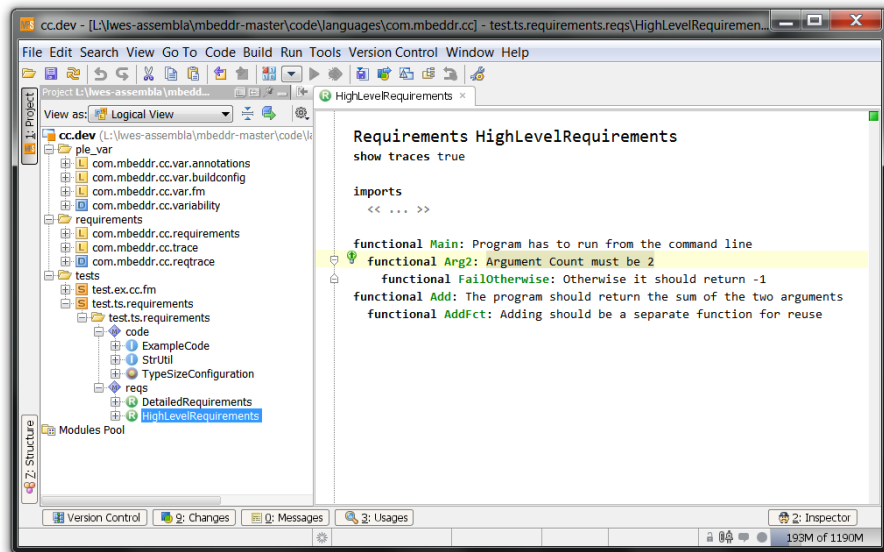 cc.dev - [L:\lwes-assembla\mbeddr-master\code\languages\com.mbeddr.cc] - test.ts.requirements.reqs\HighLevelRequiremen...
File Edit Search View Go To Code Build Run Tools Version Control Window Help
Project L:\lwes-assembla\mbedd...
HighLevelRequirements
1: Project
View as: Logical View
cc.dev (L:\lwes-assembla\mbeddr-master\code\la
ple_var
com.mbeddr.cc.var.annotations
com.mbeddr.cc.var.buildconfig
com.mbeddr.cc.var.fm
com.mbeddr.cc.variability
requirements
com.mbeddr.cc.requirements
com.mbeddr.cc.trace
com.mbeddr.cc.reqtrace
tests
test.ex.cc.fm
test.ts.requirements
test.ts.requirements
code
ExampleCode
StrUtil
TypeSizeConfiguration
reqs
DetailedRequirements
HighLevelRequirements
Modules Pool
Z: Structure
Requirements HighLevelRequirements
show traces true
imports
<< ... >>
functional Main: Program has to run from the command line
functional Arg2: Argument Count must be 2
functional FailOtherwise: Otherwise it should return -1
functional Add: The program should return the sum of the two arguments
functional AddFct: Adding should be a separate function for reuse
Version Control 9: Changes 0: Messages 3: Usages 2: Inspector
193M of 1190M